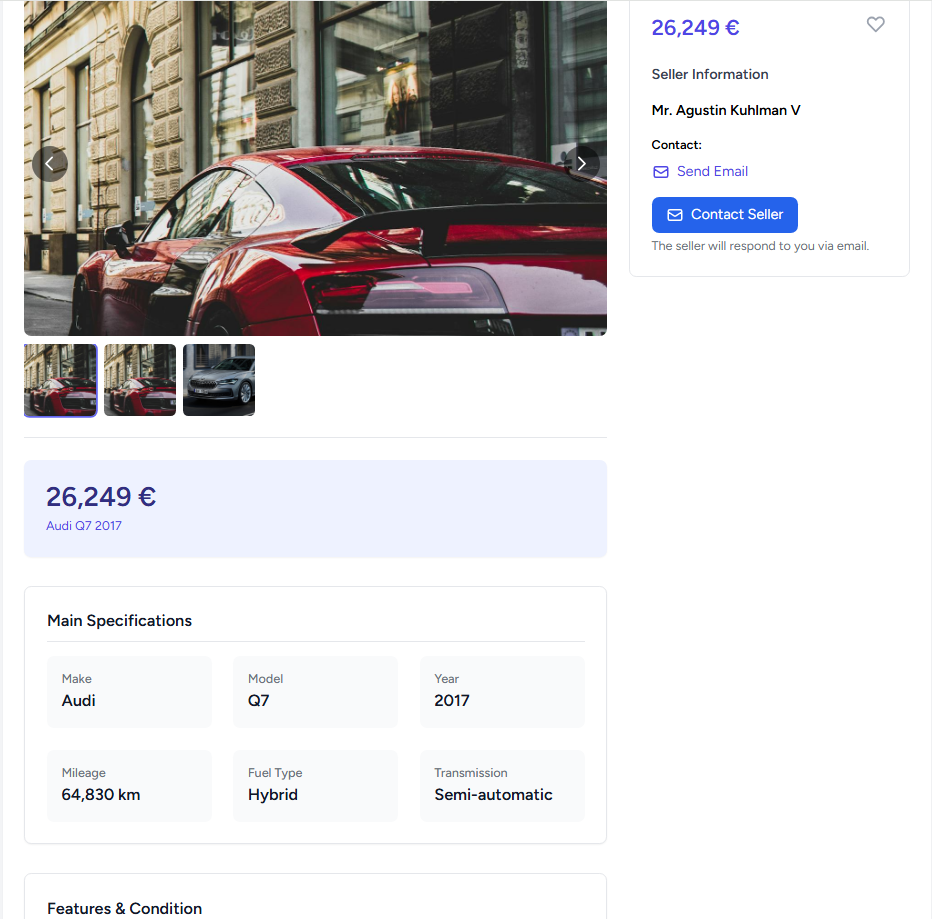 26,249 €
Seller Information
Mr. Agustin Kuhlman V
Contact:
Send Email
Contact Seller
The seller will respond to you via email.
26,249 €
Audi Q7 2017
Main Specifications
Make
Audi
Model
Q7
Year
2017
Mileage
64,830 km
Fuel Type
Hybrid
Transmission
Semi-automatic
Features & Condition